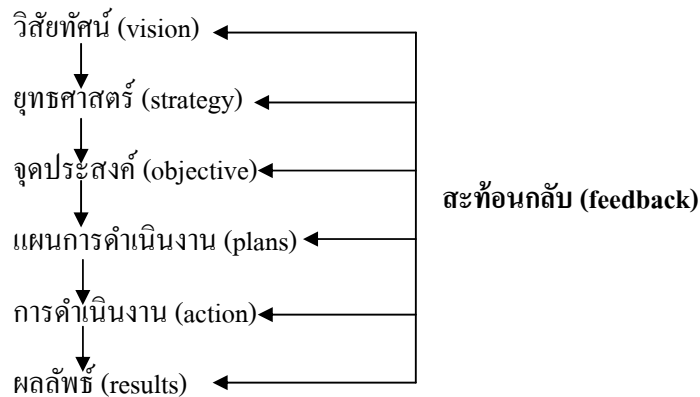 วิสัยทัศน์ (vision)
ยุทธศาสตร์ (strategy)
จุดประสงค์ (objective)
สะท้อนกลับ (feedback)
แผนการดำเนินงาน (plans)
การดำเนินงาน (action)
ผลลัพธ์ (results)